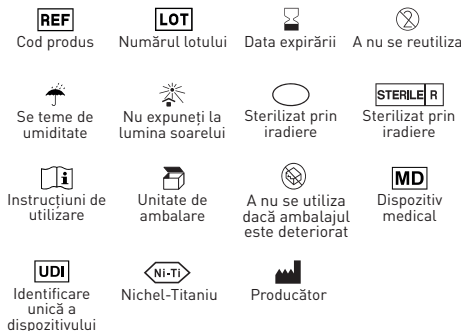 REF
Cod produs
LOT
Numărul lotului
Data expirării
2
A nu se reutiliza
Se teme de
umiditate
Nu expuneți la
lumina soarelui
Sterilizat prin
iradiere
STERILE R
Sterilizat prin
iradiere
i
Instrucțiuni de
utilizare
Unitate de
ambalare
A nu se utiliza
dacă ambalajul
este deteriorat
MD
Dispozitiv
medical
UDI
Identificare
unică a
dispozitivului
Ni-Ti
Nichel-Titaniu
Producător